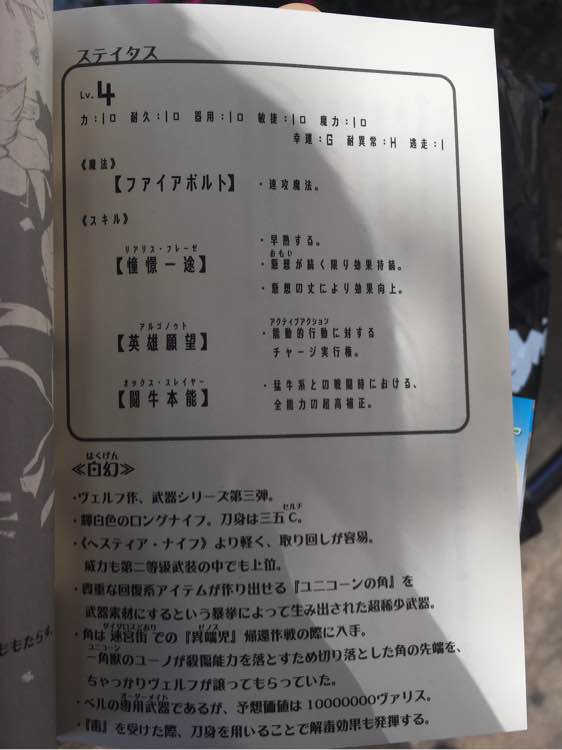 ステイタス
Lv.4
力：I0 耐久：I0 器用：I0 敏捷：I0 魔力：I0
幸運：G 耐異常：H 逃走：I
《魔法》
【ファイアボルト】 ・速攻魔法。
《スキル》
リアリス・フレーゼ
【憧憬一途】 ・早熟する。
おもい
・懸想が続く限り効果持続。
・懸想の丈により効果向上。
アルゴノゥト アクティブアクション
【英雄願望】 ・能動的行動に対する
チャージ実行権。
オックス・スレイヤー
【闘牛本能】 ・猛牛系との戦闘時における、
全能力の超高補正。
はくげん
≪白幻≫
・ヴェルフ作、武器シリーズ第三弾。
セルチ
・輝白色のロングナイフ。刀身は三五C。
・《ヘスティア・ナイフ》より軽く、取り回しが容易。
威力も第二等級武装の中でも上位。
・貴重な回復系アイテムが作り出せる『ユニコーンの角』を
武器素材にするという暴挙によって生み出された超稀少武器。
ダイダロスどおり ゼノス
・角は迷宮街での『異端児』帰還作戦の際に入手。
ユニコーン
一角獣のユーノが殺傷能力を落とすため切り落とした角の先端を、
ちゃっかりヴェルフが譲ってもらっていた。
オーダーメイド
・ベルの専用武器であるが、予想価値は10000000ヴァリス。
・『毒』を受けた際、刀身を用いることで解毒効果も発揮する。
ももたらす。